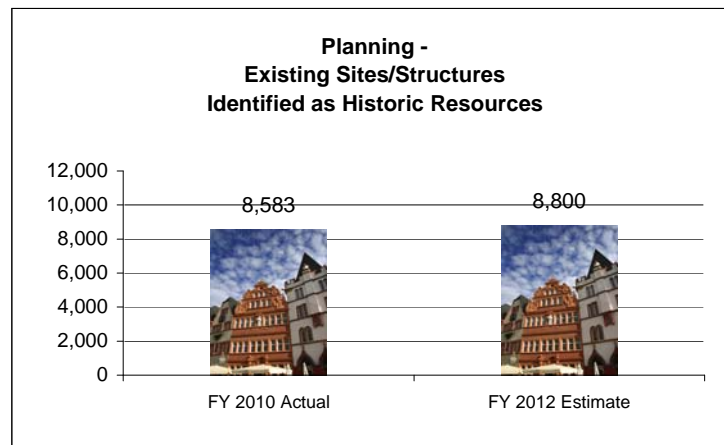 Planning -
Existing Sites/Structures
Identified as Historic Resources
12,000
10,000
8,000
6,000
4,000
2,000
0
8,583
8,800
FY 2010 Actual
FY 2012 Estimate